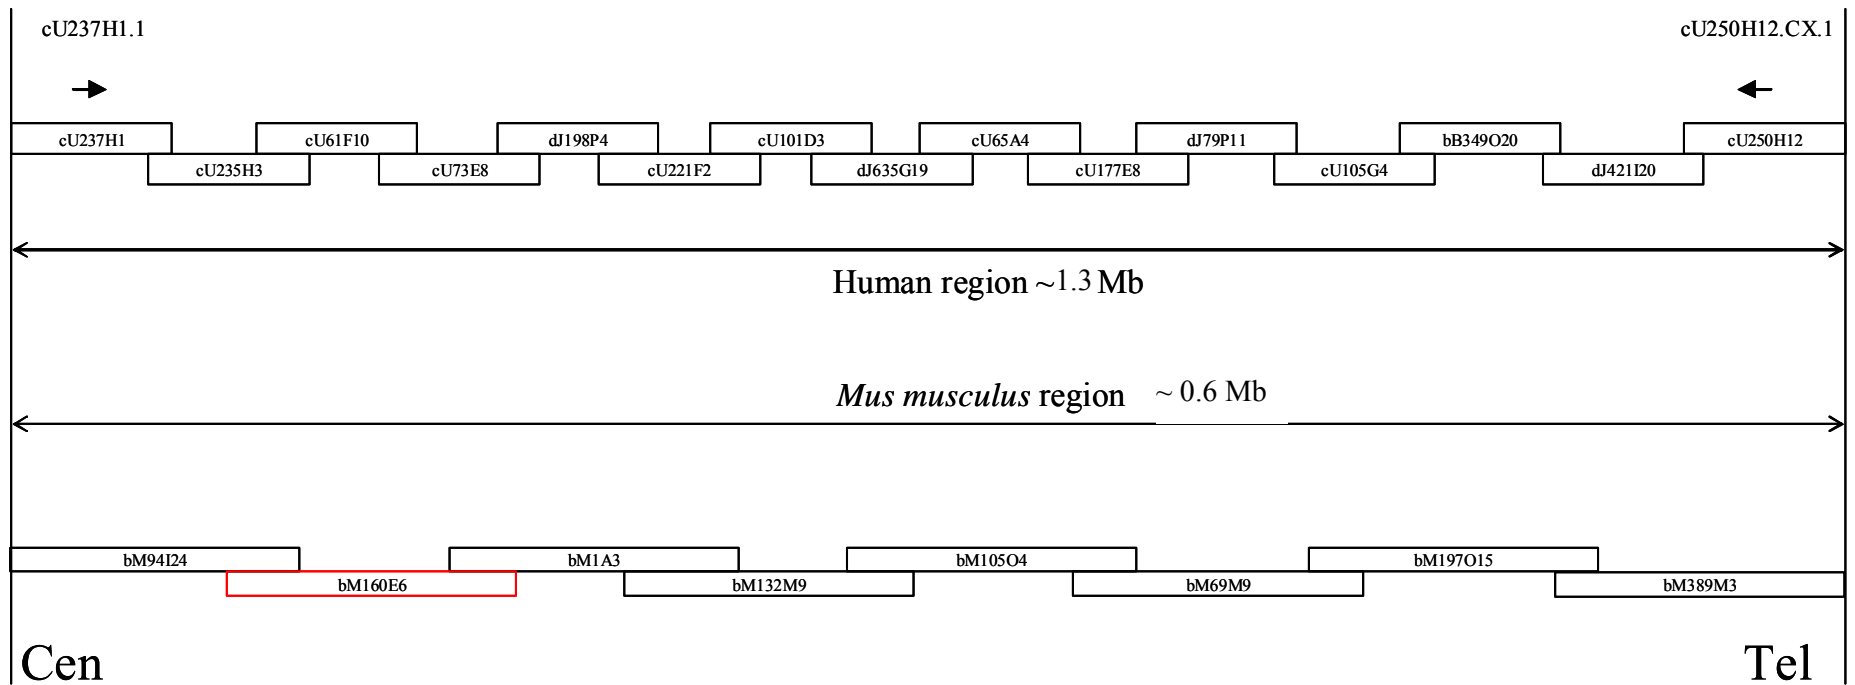 cU237H1.1
cU250H12.CX.1
cU237H1
cU61F10
dJ198P4
cU101D3
cU65A4
dJ79P11
bB349O20
cU250H12
cU235H3
cU73E8
cU221F2
dJ635G19
cU177E8
cU105G4
dJ421I20
Human region ~1.3 Mb
Mus musculus region ~ 0.6 Mb
bM94I24
bM1A3
bM105O4
bM197O15
bM160E6
bM132M9
bM69M9
bM389M3
Cen
Tel